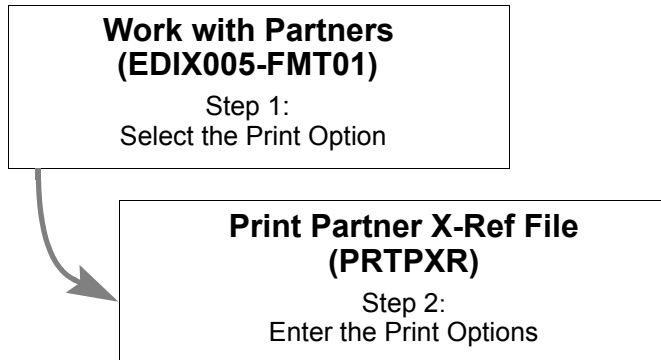 Work with Partners
(EDIX005-FMT01)
Step 1:
Select the Print Option
Print Partner X-Ref File
(PRTPXR)
Step 2:
Enter the Print Options